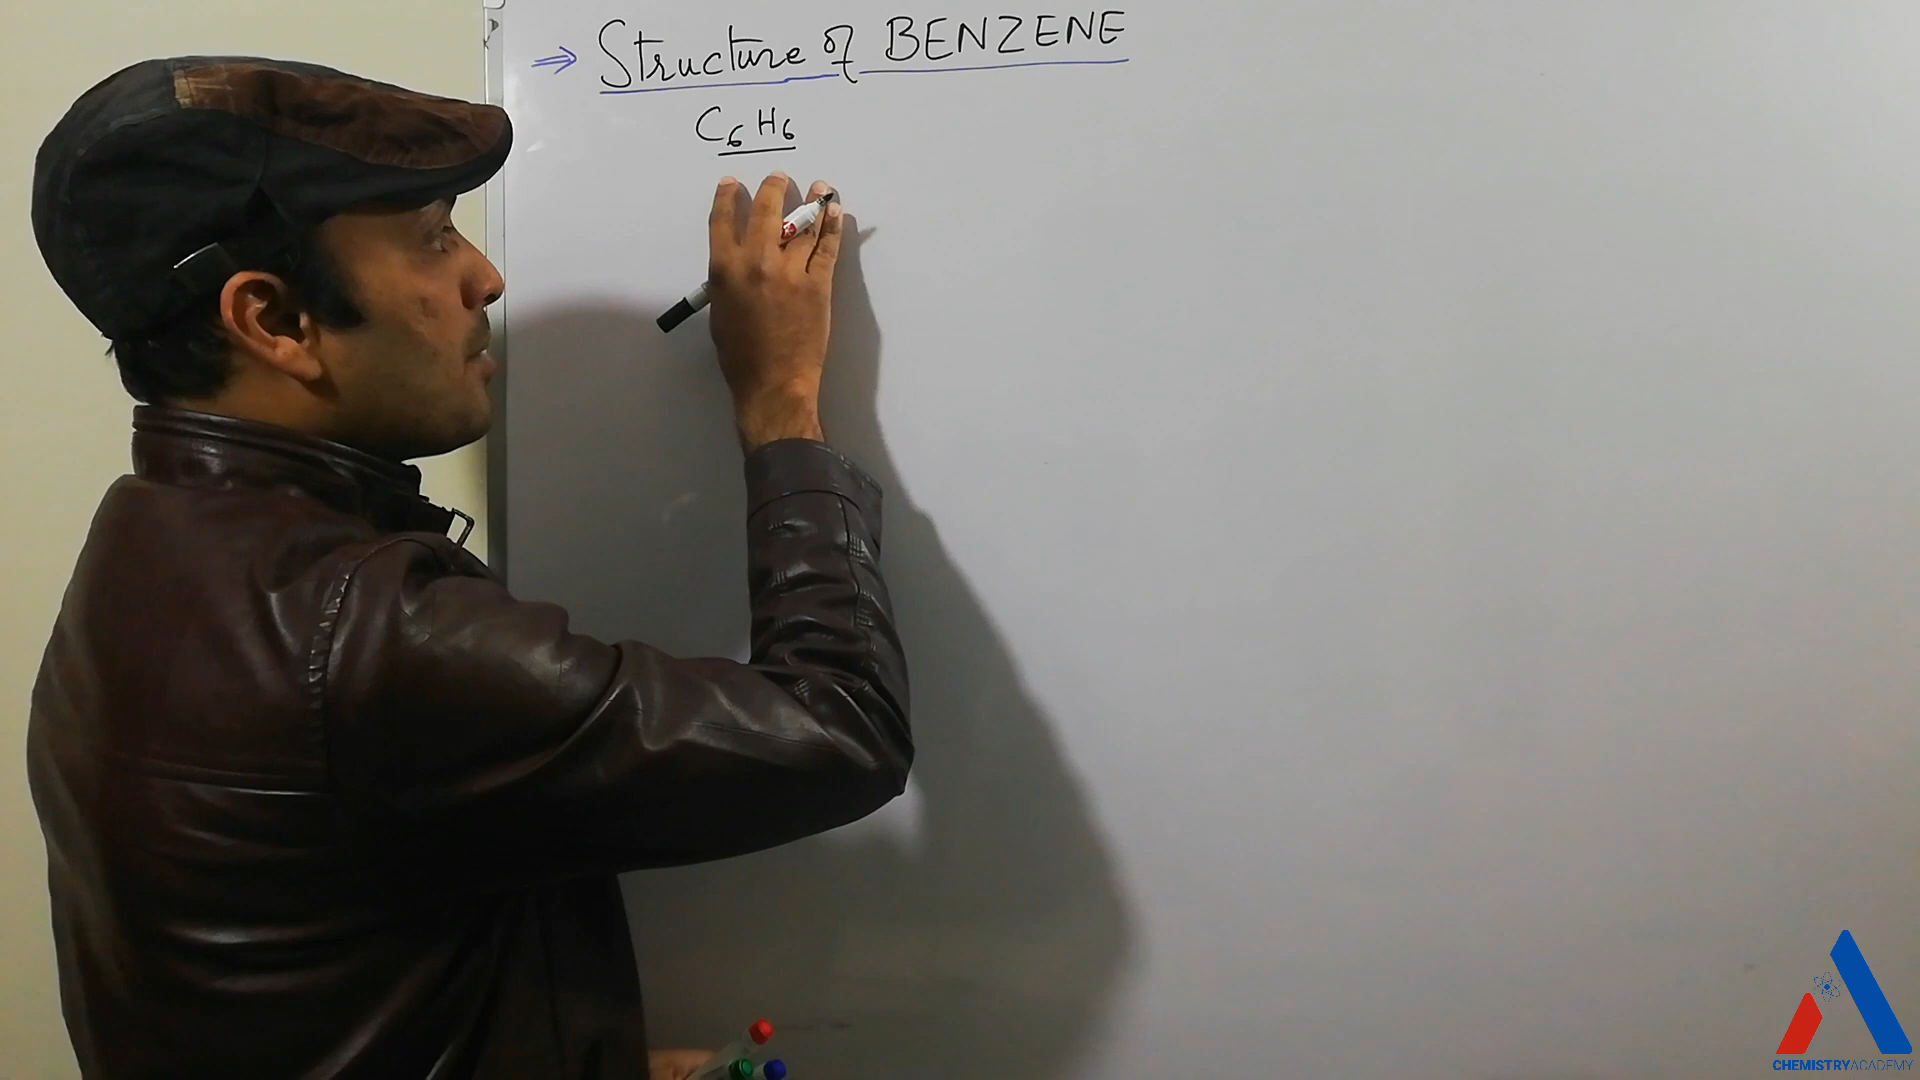 ⇒ Structure of BENZENE
C₆H₆
CHEMISTRYACADEMY